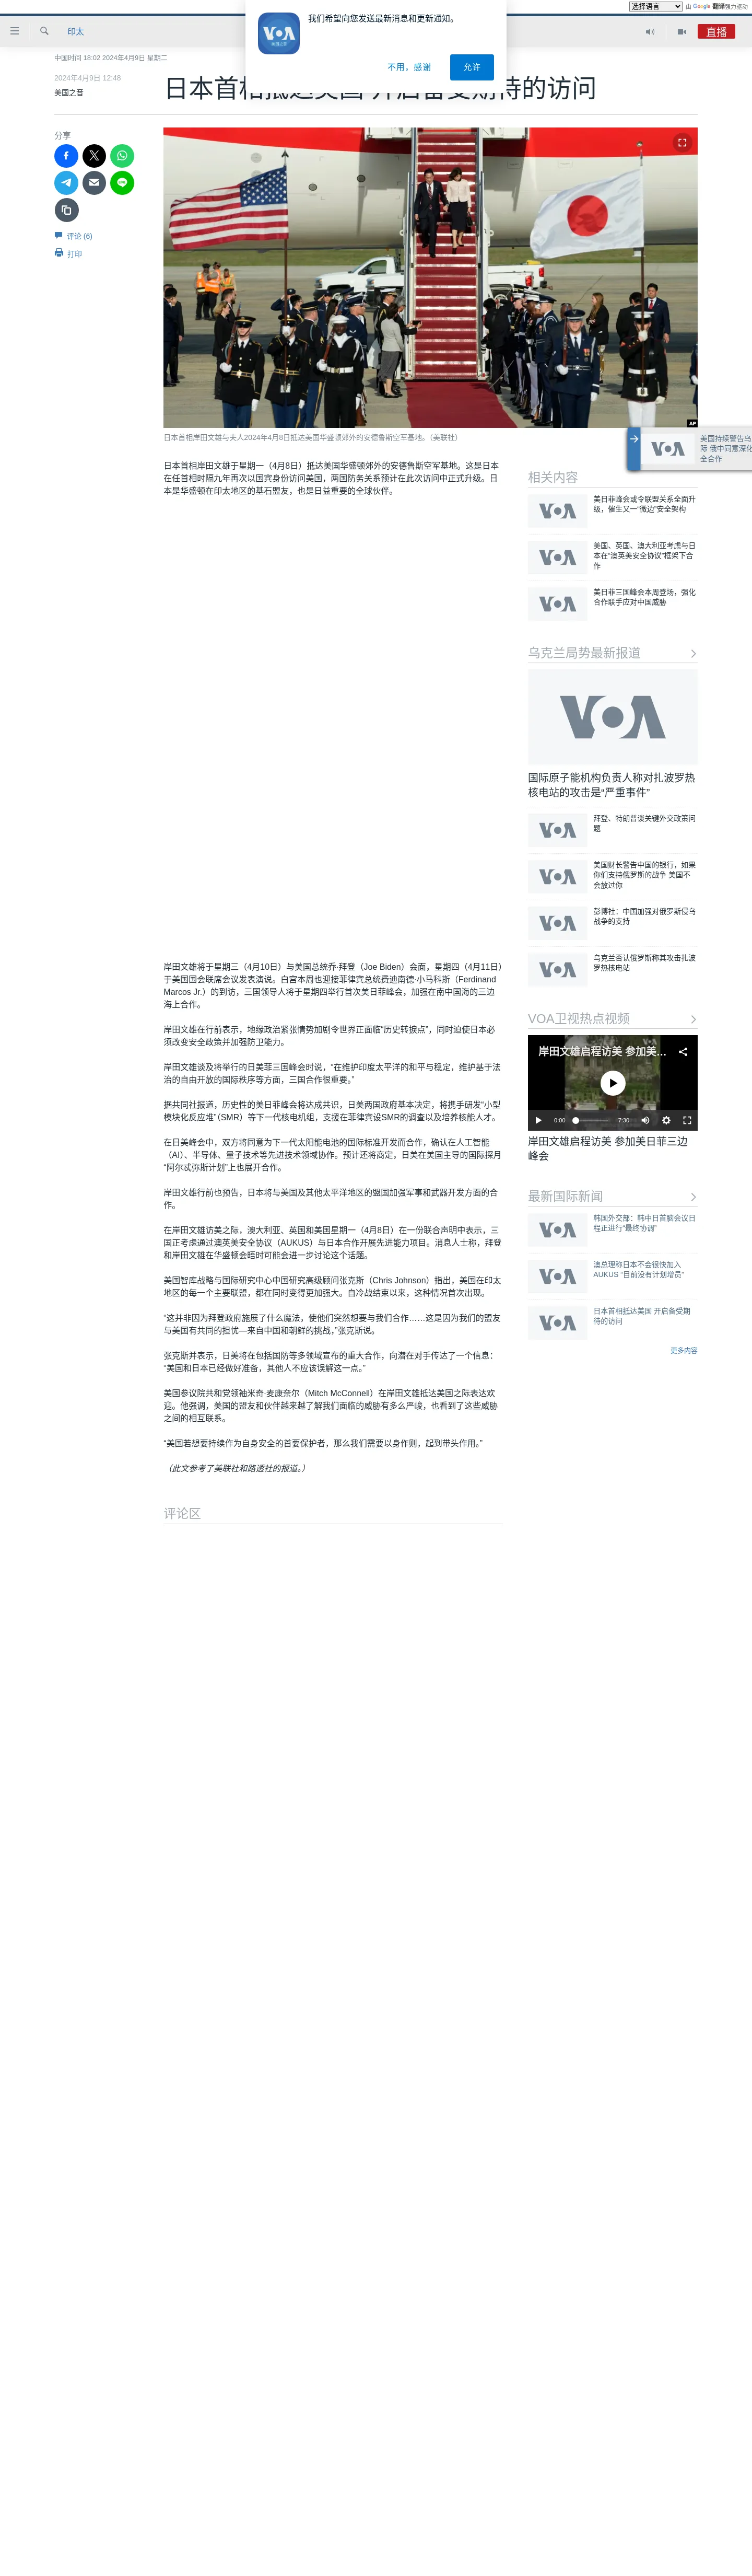 选择语言
由 Google 翻译强力驱动
印太
直播
VOA
美国之音
我们希望向您发送最新消息和更新通知。
不用，感谢
允许
中国时间 18:02 2024年4月9日 星期二
2024年4月9日 12:48
美国之音
日本首相抵达美国 开启备受期待的访问
分享
评论 (6)
打印
AP
日本首相岸田文雄与夫人2024年4月8日抵达美国华盛顿郊外的安德鲁斯空军基地。（美联社）
美国持续警告乌
际 俄中同意深化
全合作
日本首相岸田文雄于星期一（4月8日）抵达美国华盛顿郊外的安德鲁斯空军基地。这是日本
在任首相时隔九年再次以国宾身份访问美国，两国防务关系预计在此次访问中正式升级。日
本是华盛顿在印太地区的基石盟友，也是日益重要的全球伙伴。
岸田文雄将于星期三（4月10日）与美国总统乔·拜登（Joe Biden）会面，星期四（4月11日）
于美国国会联席会议发表演说。白宫本周也迎接菲律宾总统费迪南德·小马科斯（Ferdinand
Marcos Jr.）的到访，三国领导人将于星期四举行首次美日菲峰会，加强在南中国海的三边
海上合作。
岸田文雄在行前表示，地缘政治紧张情势加剧令世界正面临“历史转捩点”，同时迫使日本必
须改变安全政策并加强防卫能力。
岸田文雄谈及将举行的日美菲三国峰会时说，“在维护印度太平洋的和平与稳定，维护基于法
治的自由开放的国际秩序等方面，三国合作很重要。”
据共同社报道，历史性的美日菲峰会将达成共识，日美两国政府基本决定，将携手研发“小型
模块化反应堆”（SMR）等下一代核电机组，支援在菲律宾设SMR的调查以及培养核能人才。
在日美峰会中，双方将同意为下一代太阳能电池的国际标准开发而合作，确认在人工智能
（AI）、半导体、量子技术等先进技术领域协作。预计还将商定，日美在美国主导的国际探月
“阿尔忒弥斯计划”上也展开合作。
岸田文雄行前也预告，日本将与美国及其他太平洋地区的盟国加强军事和武器开发方面的合
作。
在岸田文雄访美之际，澳大利亚、英国和美国星期一（4月8日）在一份联合声明中表示，三
国正考虑通过澳英美安全协议（AUKUS）与日本合作开展先进能力项目。消息人士称，拜登
和岸田文雄在华盛顿会晤时可能会进一步讨论这个话题。
美国智库战略与国际研究中心中国研究高级顾问张克斯（Chris Johnson）指出，美国在印太
地区的每一个主要联盟，都在同时变得更加强大。自冷战结束以来，这种情况首次出现。
“这并非因为拜登政府施展了什么魔法，使他们突然想要与我们合作……这是因为我们的盟友
与美国有共同的担忧—来自中国和朝鲜的挑战，”张克斯说。
张克斯并表示，日美将在包括国防等多领域宣布的重大合作，向潜在对手传达了一个信息：
“美国和日本已经做好准备，其他人不应该误解这一点。”
美国参议院共和党领袖米奇·麦康奈尔（Mitch McConnell）在岸田文雄抵达美国之际表达欢
迎。他强调，美国的盟友和伙伴越来越了解我们面临的威胁有多么严峻，也看到了这些威胁
之间的相互联系。
“美国若想要持续作为自身安全的首要保护者，那么我们需要以身作则，起到带头作用。”
（此文参考了美联社和路透社的报道。）
评论区
相关内容
美日菲峰会或令联盟关系全面升
级，催生又一“微边”安全架构
美国、英国、澳大利亚考虑与日
本在“澳英美安全协议”框架下合
作
美日菲三国峰会本周登场，强化
合作联手应对中国威胁
乌克兰局势最新报道
国际原子能机构负责人称对扎波罗热
核电站的攻击是“严重事件”
拜登、特朗普谈关键外交政策问
题
美国财长警告中国的银行，如果
你们支持俄罗斯的战争 美国不
会放过你
彭博社：中国加强对俄罗斯侵乌
战争的支持
乌克兰否认俄罗斯称其攻击扎波
罗热核电站
VOA卫视热点视频
岸田文雄启程访美 参加美…
0:00
7:30
岸田文雄启程访美 参加美日菲三边
峰会
最新国际新闻
韩国外交部：韩中日首脑会议日
程正进行“最终协调”
澳总理称日本不会很快加入
AUKUS “目前没有计划增员”
日本首相抵达美国 开启备受期
待的访问
更多内容